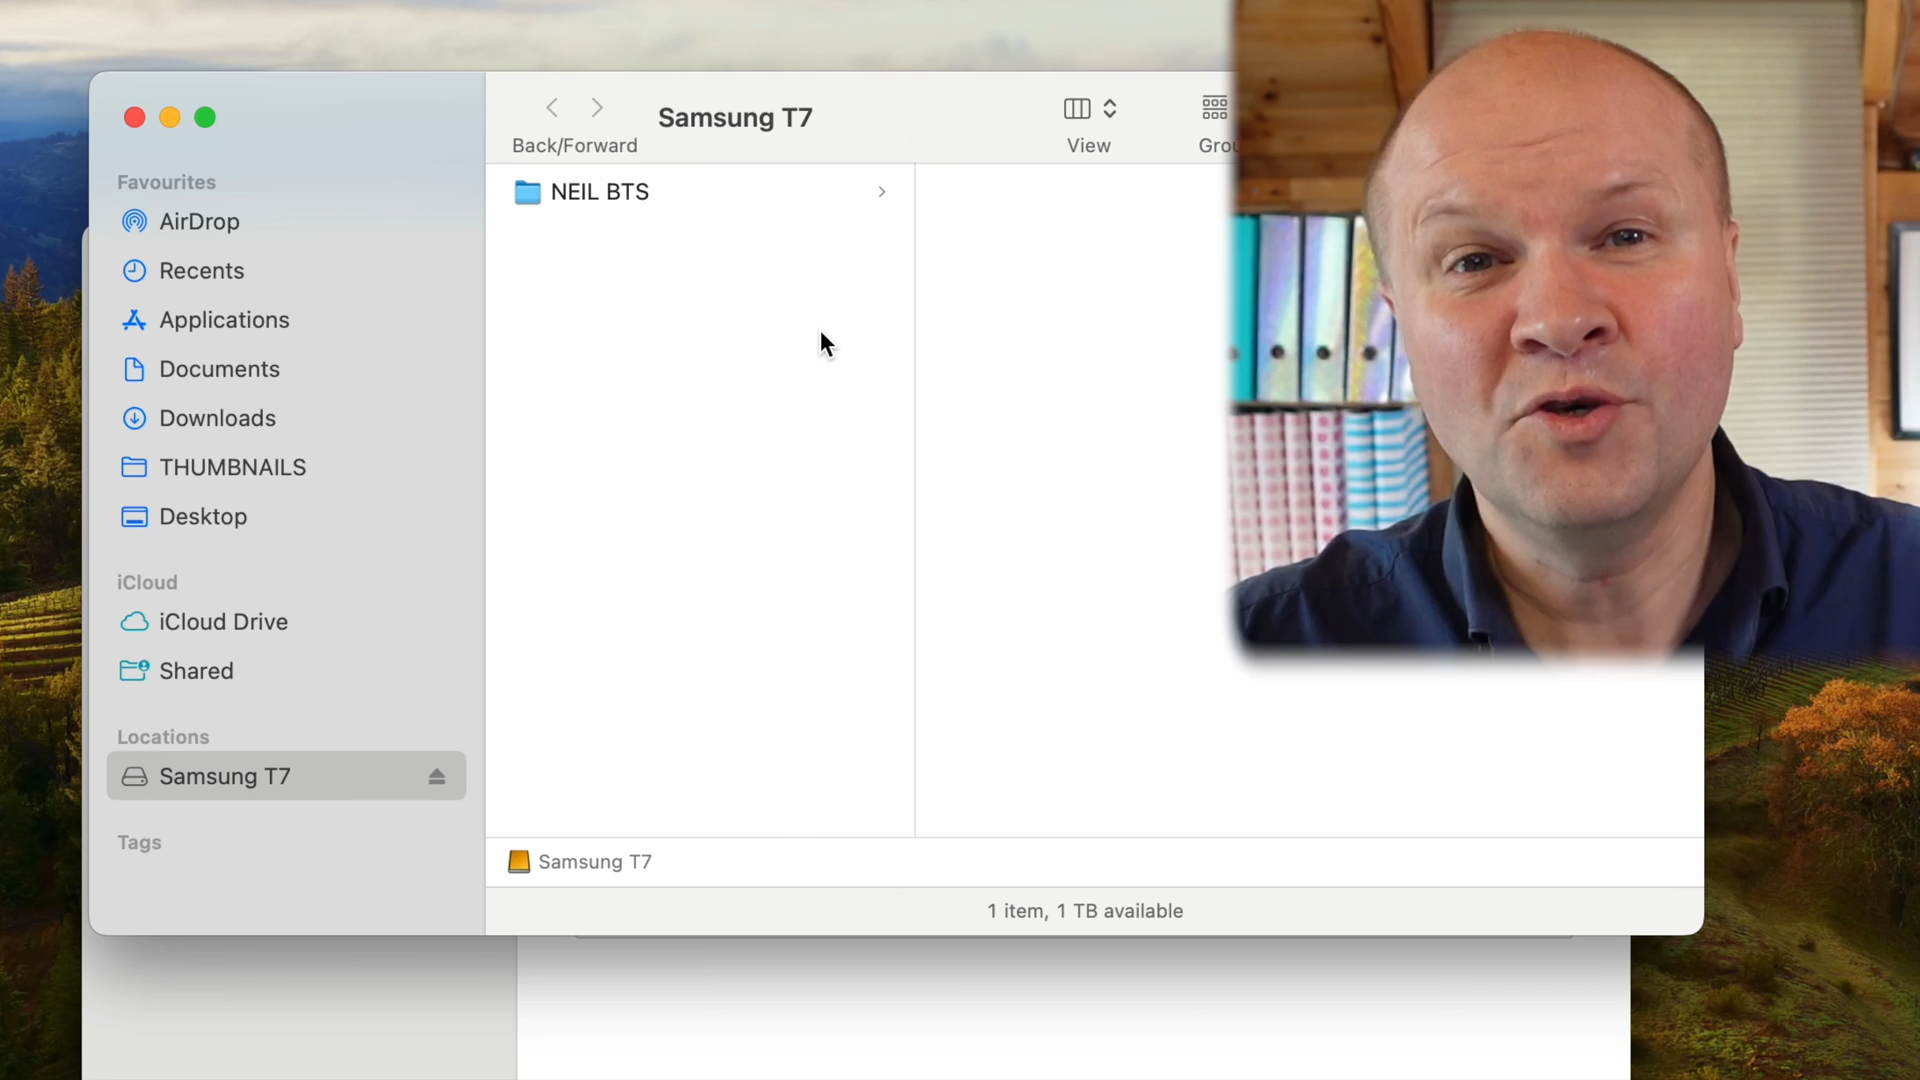 Samsung T7
Back/Forward
View
Grou
Favourites
AirDrop
Recents
Applications
Documents
Downloads
THUMBNAILS
Desktop
iCloud
iCloud Drive
Shared
Locations
Samsung T7
Tags
NEIL BTS
Samsung T7
1 item, 1 TB available